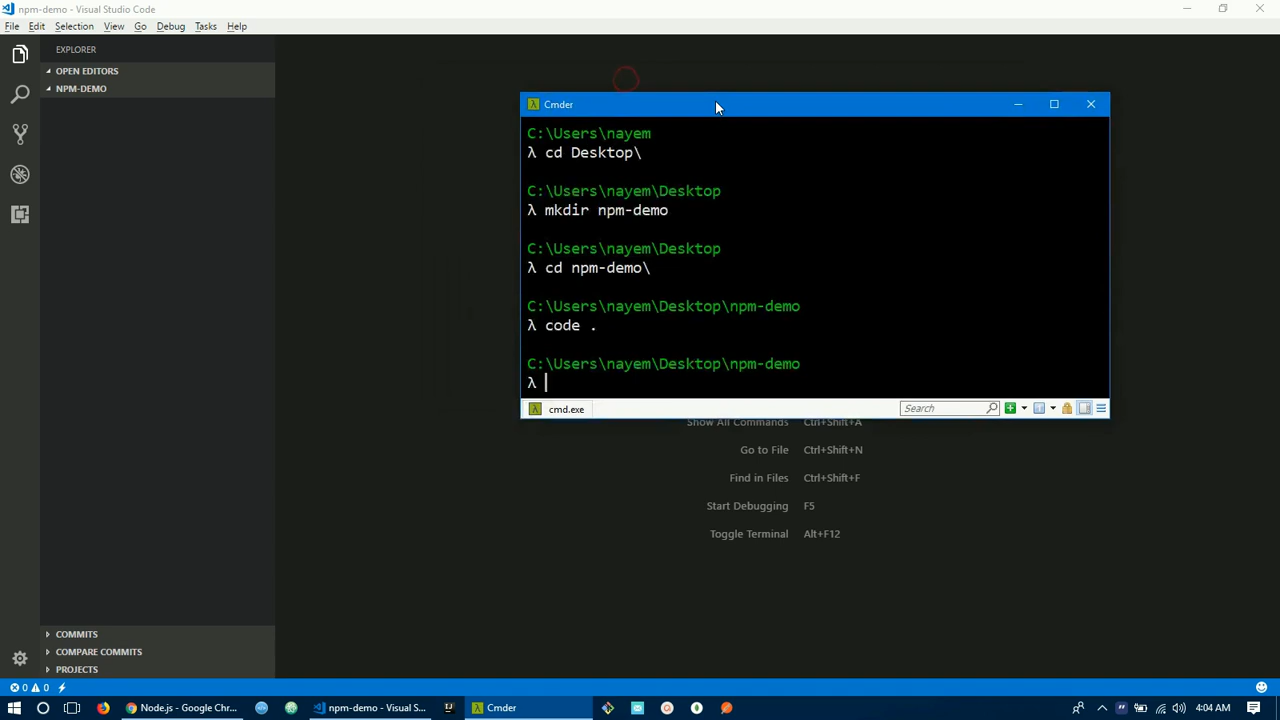 npm-demo - Visual Studio Code
File Edit Selection View Go Debug Tasks Help
EXPLORER
OPEN EDITORS
NPM-DEMO
Cmder
C:\Users\nayem
λ cd Desktop\
C:\Users\nayem\Desktop
λ mkdir npm-demo
C:\Users\nayem\Desktop
λ cd npm-demo\
C:\Users\nayem\Desktop\npm-demo
λ code .
C:\Users\nayem\Desktop\npm-demo
λ
cmd.exe
Search
Show All Commands Ctrl+Shift+A
Go to File Ctrl+Shift+N
Find in Files Ctrl+Shift+F
Start Debugging F5
Toggle Terminal Alt+F12
COMMITS
COMPARE COMMITS
PROJECTS
0 0
Node.js - Google Chr... npm-demo - Visual S... Cmder 4:04 AM